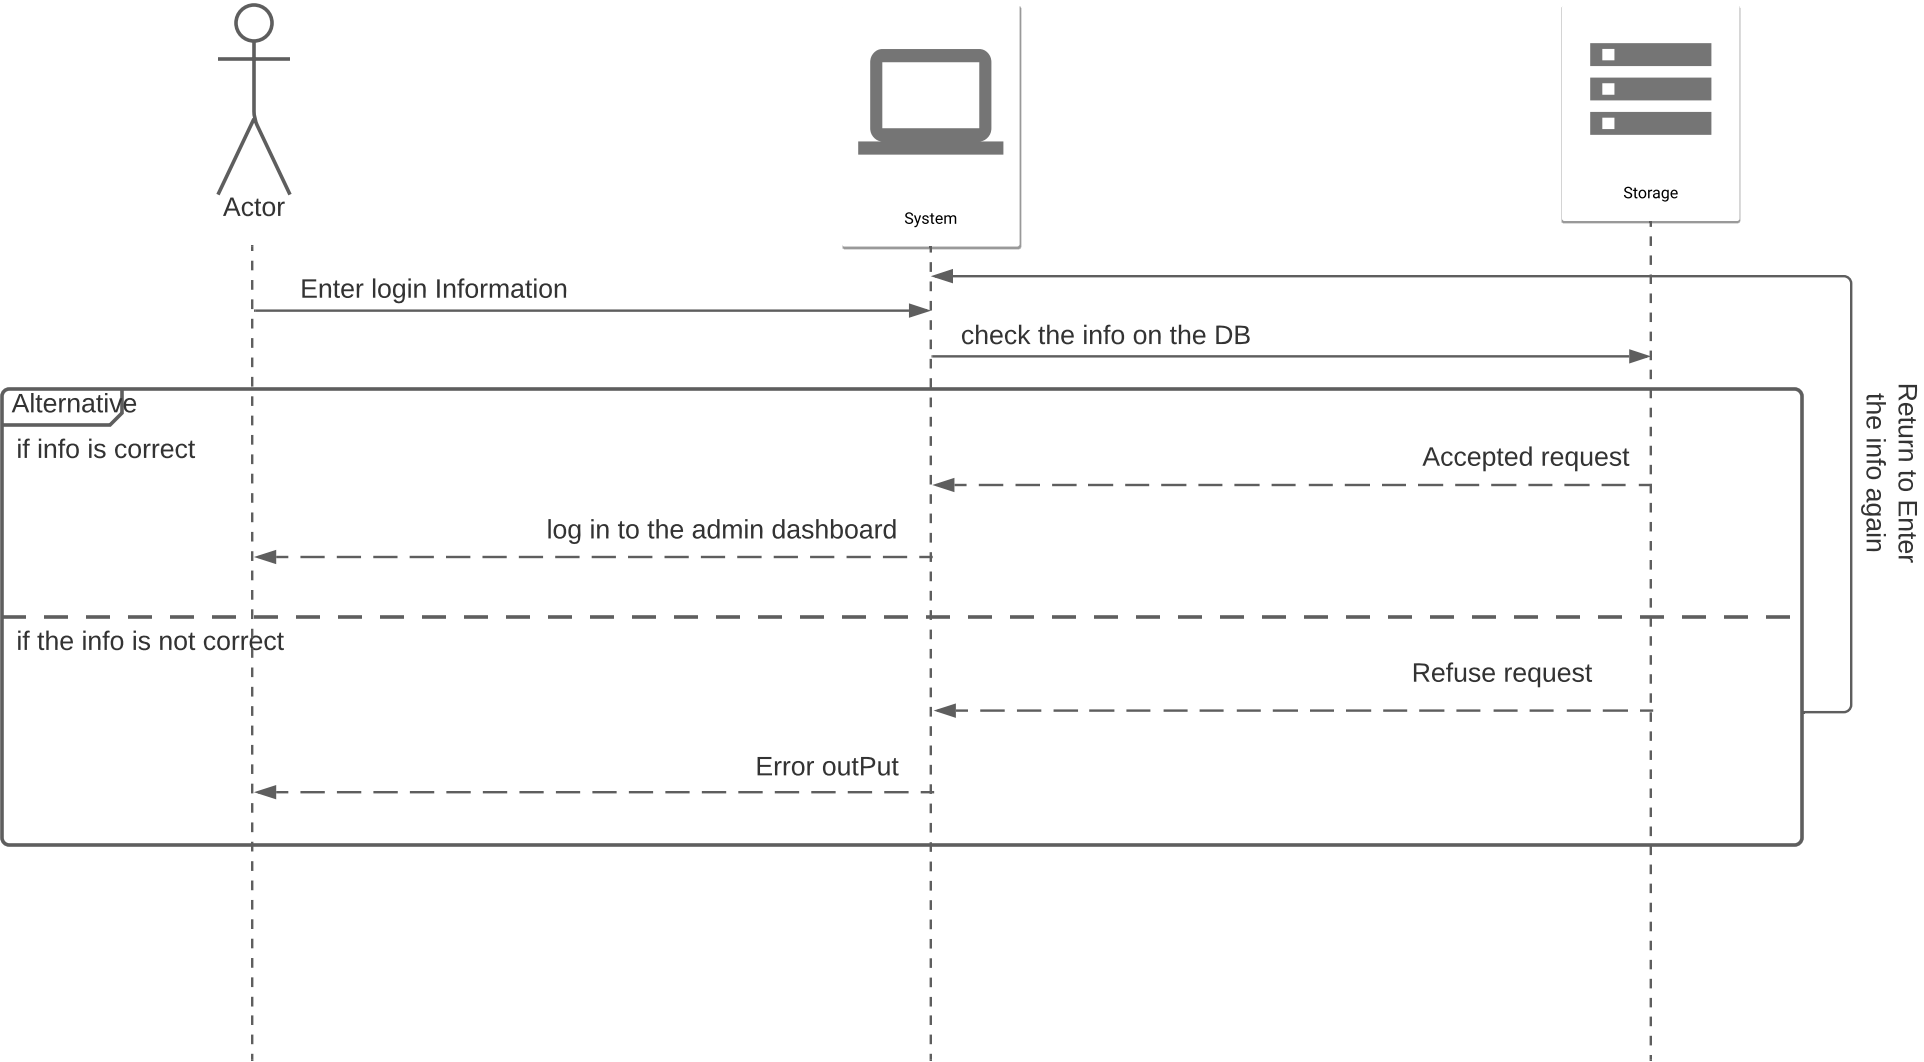 Actor
System
Storage
Enter login Information
check the info on the DB
Alternative
if info is correct
Accepted request
log in to the admin dashboard
if the info is not correct
Refuse request
Error outPut
Return to Enter
the info again